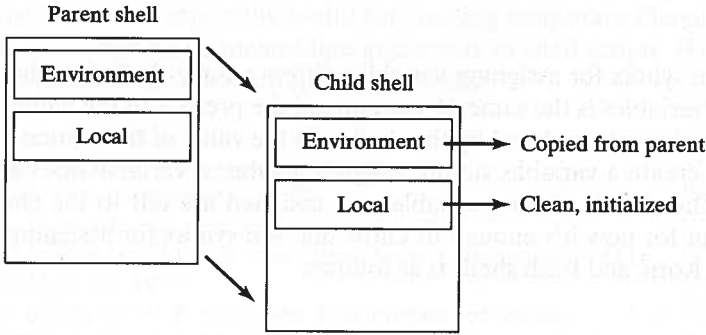 Parent shell
Environment
Local
Child shell
Environment
Copied from parent
Local
Clean, initialized